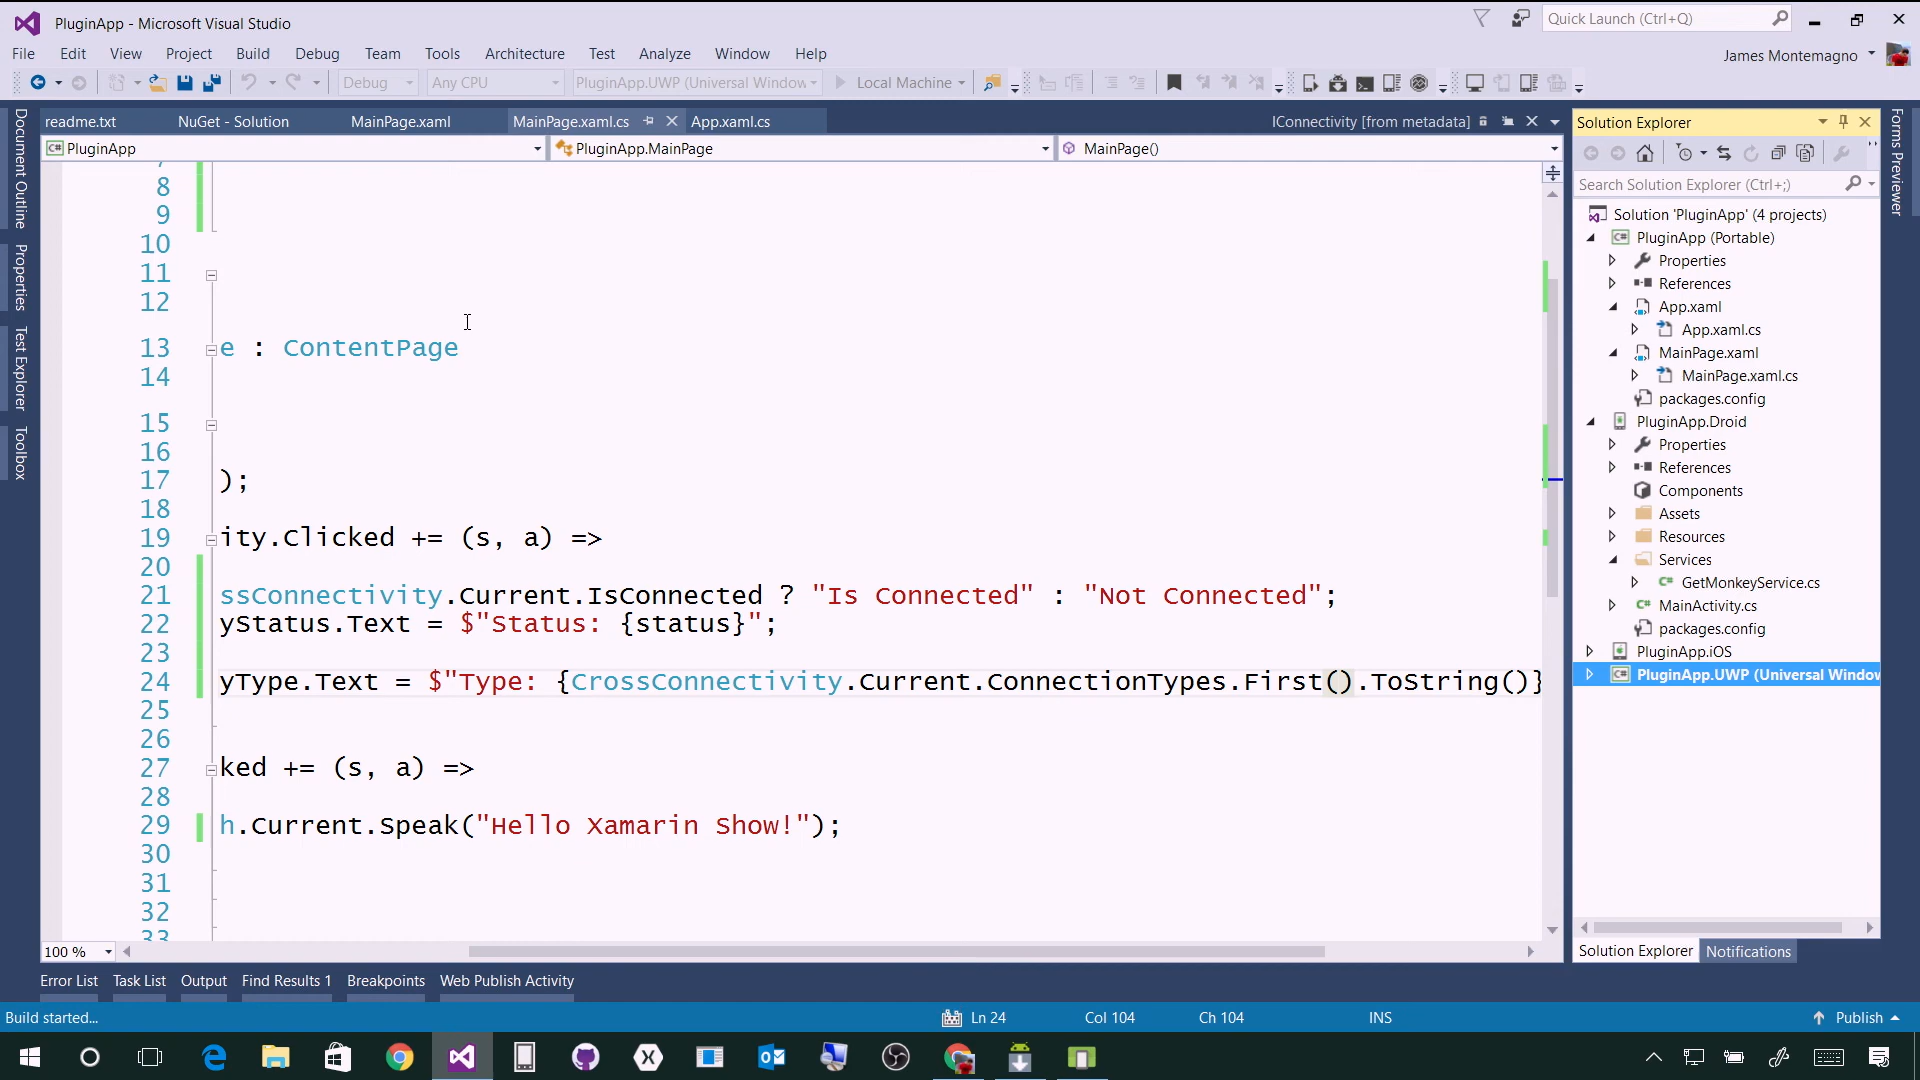 PluginApp - Microsoft Visual Studio
Quick Launch (Ctrl+Q)
File Edit View Project Build Debug Team Tools Architecture Test Analyze Window Help
James Montemagno
Debug Any CPU PluginApp.UWP (Universal Window Local Machine
readme.txt NuGet - Solution MainPage.xaml MainPage.xaml.cs App.xaml.cs IConnectivity [from metadata]
PluginApp PluginApp.MainPage MainPage()
Document Outline
Properties
Test Explorer
Toolbox
8
9
10
11
12
13 e : ContentPage
14
15
16
17 );
18
19 ity.Clicked += (s, a) =>
20
21 ssConnectivity.Current.IsConnected ? "Is Connected" : "Not Connected";
22 yStatus.Text = $"Status: {status}";
23
24 yType.Text = $"Type: {CrossConnectivity.Current.ConnectionTypes.First().ToString()}
25
26
27 ked += (s, a) =>
28
29 h.Current.Speak("Hello Xamarin Show!");
30
31
32
33
100 %
Solution Explorer
Search Solution Explorer (Ctrl+;)
Solution 'PluginApp' (4 projects)
PluginApp (Portable)
Properties
References
App.xaml
App.xaml.cs
MainPage.xaml
MainPage.xaml.cs
packages.config
PluginApp.Droid
Properties
References
Components
Assets
Resources
Services
GetMonkeyService.cs
MainActivity.cs
packages.config
PluginApp.iOS
PluginApp.UWP (Universal Window
Solution Explorer Notifications
Forms Previewer
Error List Task List Output Find Results 1 Breakpoints Web Publish Activity
Build started... Ln 24 Col 104 Ch 104 INS Publish